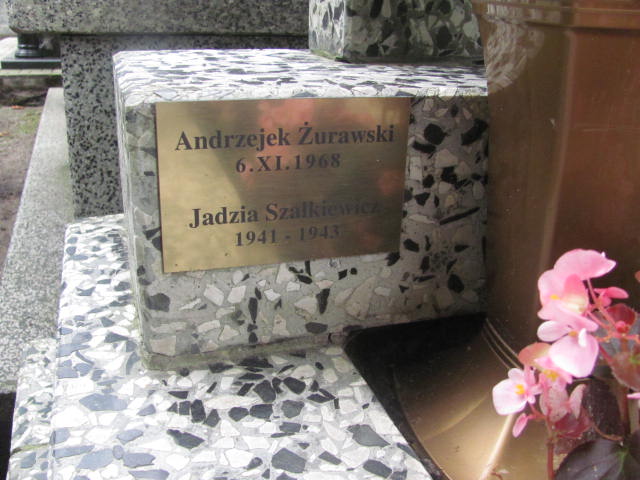 Andrzejek Żurawski
6.XI.1968
Jadzia Szałkiewicz
1941 - 1943